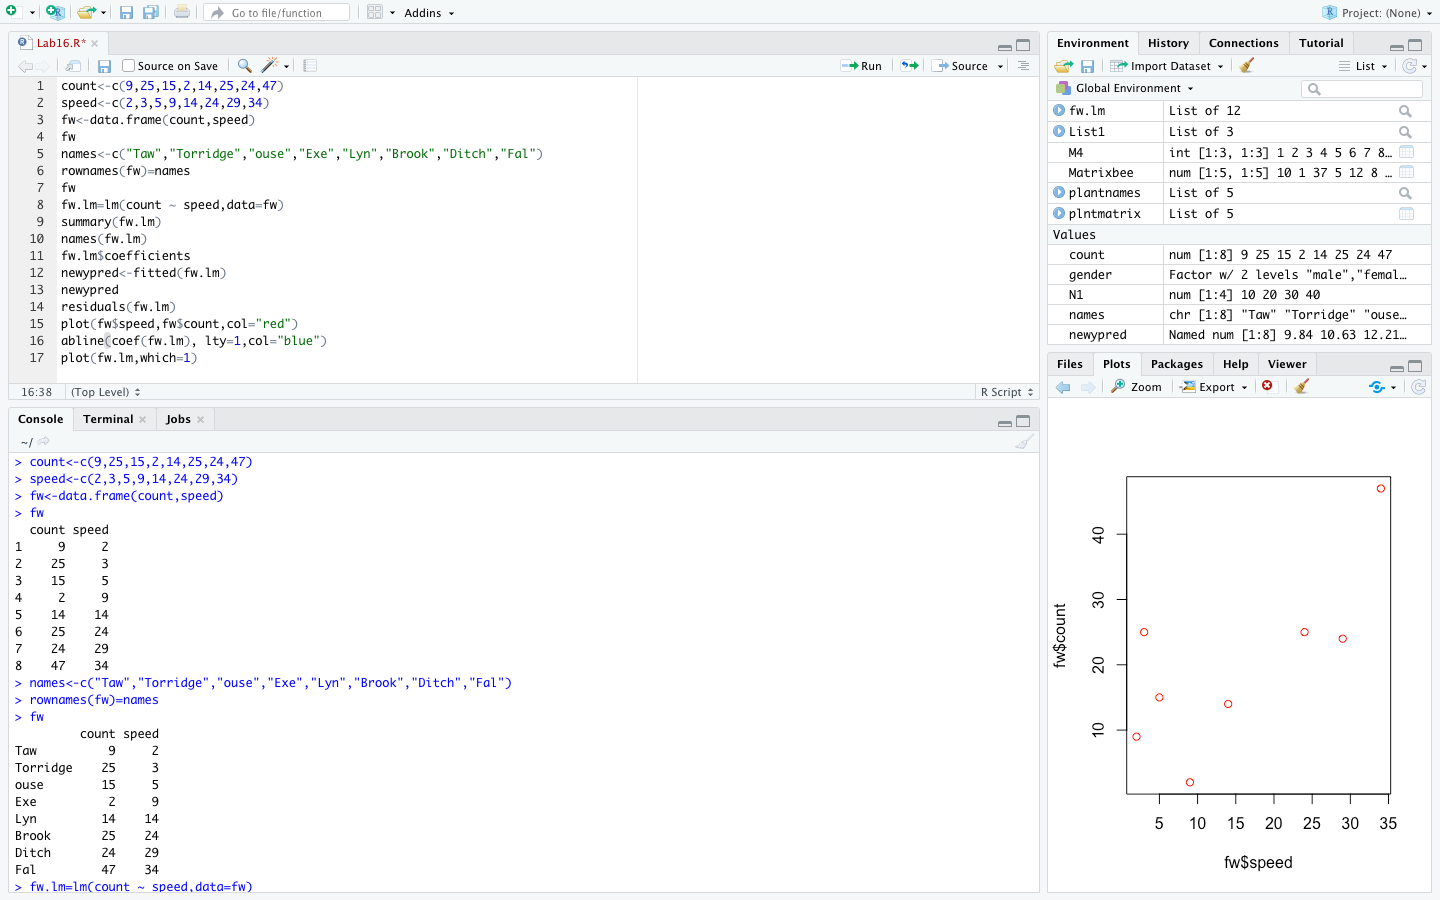 Go to file/function
Addins
Project: (None)
Lab16.R*
Source on Save
Run
Source
1 count<-c(9,25,15,2,14,25,24,47)
2 speed<-c(2,3,5,9,14,24,29,34)
3 fw<-data.frame(count,speed)
4 fw
5 names<-c("Taw","Torridge","ouse","Exe","Lyn","Brook","Ditch","Fal")
6 rownames(fw)=names
7 fw
8 fw.lm=lm(count ~ speed,data=fw)
9 summary(fw.lm)
10 names(fw.lm)
11 fw.lm$coefficients
12 newypred<-fitted(fw.lm)
13 newypred
14 residuals(fw.lm)
15 plot(fw$speed,fw$count,col="red")
16 abline(coef(fw.lm), lty=1,col="blue")
17 plot(fw.lm,which=1)
16:38
(Top Level)
R Script
Console
Terminal
Jobs
~/
> count<-c(9,25,15,2,14,25,24,47)
> speed<-c(2,3,5,9,14,24,29,34)
> fw<-data.frame(count,speed)
> fw
count speed
1 9 2
2 25 3
3 15 5
4 2 9
5 14 14
6 25 24
7 24 29
8 47 34
> names<-c("Taw","Torridge","ouse","Exe","Lyn","Brook","Ditch","Fal")
> rownames(fw)=names
> fw
count speed
Taw 9 2
Torridge 25 3
ouse 15 5
Exe 2 9
Lyn 14 14
Brook 25 24
Ditch 24 29
Fal 47 34
> fw.lm=lm(count ~ speed,data=fw)
Environment
History
Connections
Tutorial
Import Dataset
List
Global Environment
fw.lm List of 12
List1 List of 3
M4 int [1:3, 1:3] 1 2 3 4 5 6 7 8…
Matrixbee num [1:5, 1:5] 10 1 37 5 12 8 …
plantnames List of 5
plntmatrix List of 5
Values
count num [1:8] 9 25 15 2 14 25 24 47
gender Factor w/ 2 levels "male","femal…
N1 num [1:4] 10 20 30 40
names chr [1:8] "Taw" "Torridge" "ouse…
newypred Named num [1:8] 9.84 10.63 12.21…
Files
Plots
Packages
Help
Viewer
Zoom
Export
40
30
20
10
fw$count
5 10 15 20 25 30 35
fw$speed